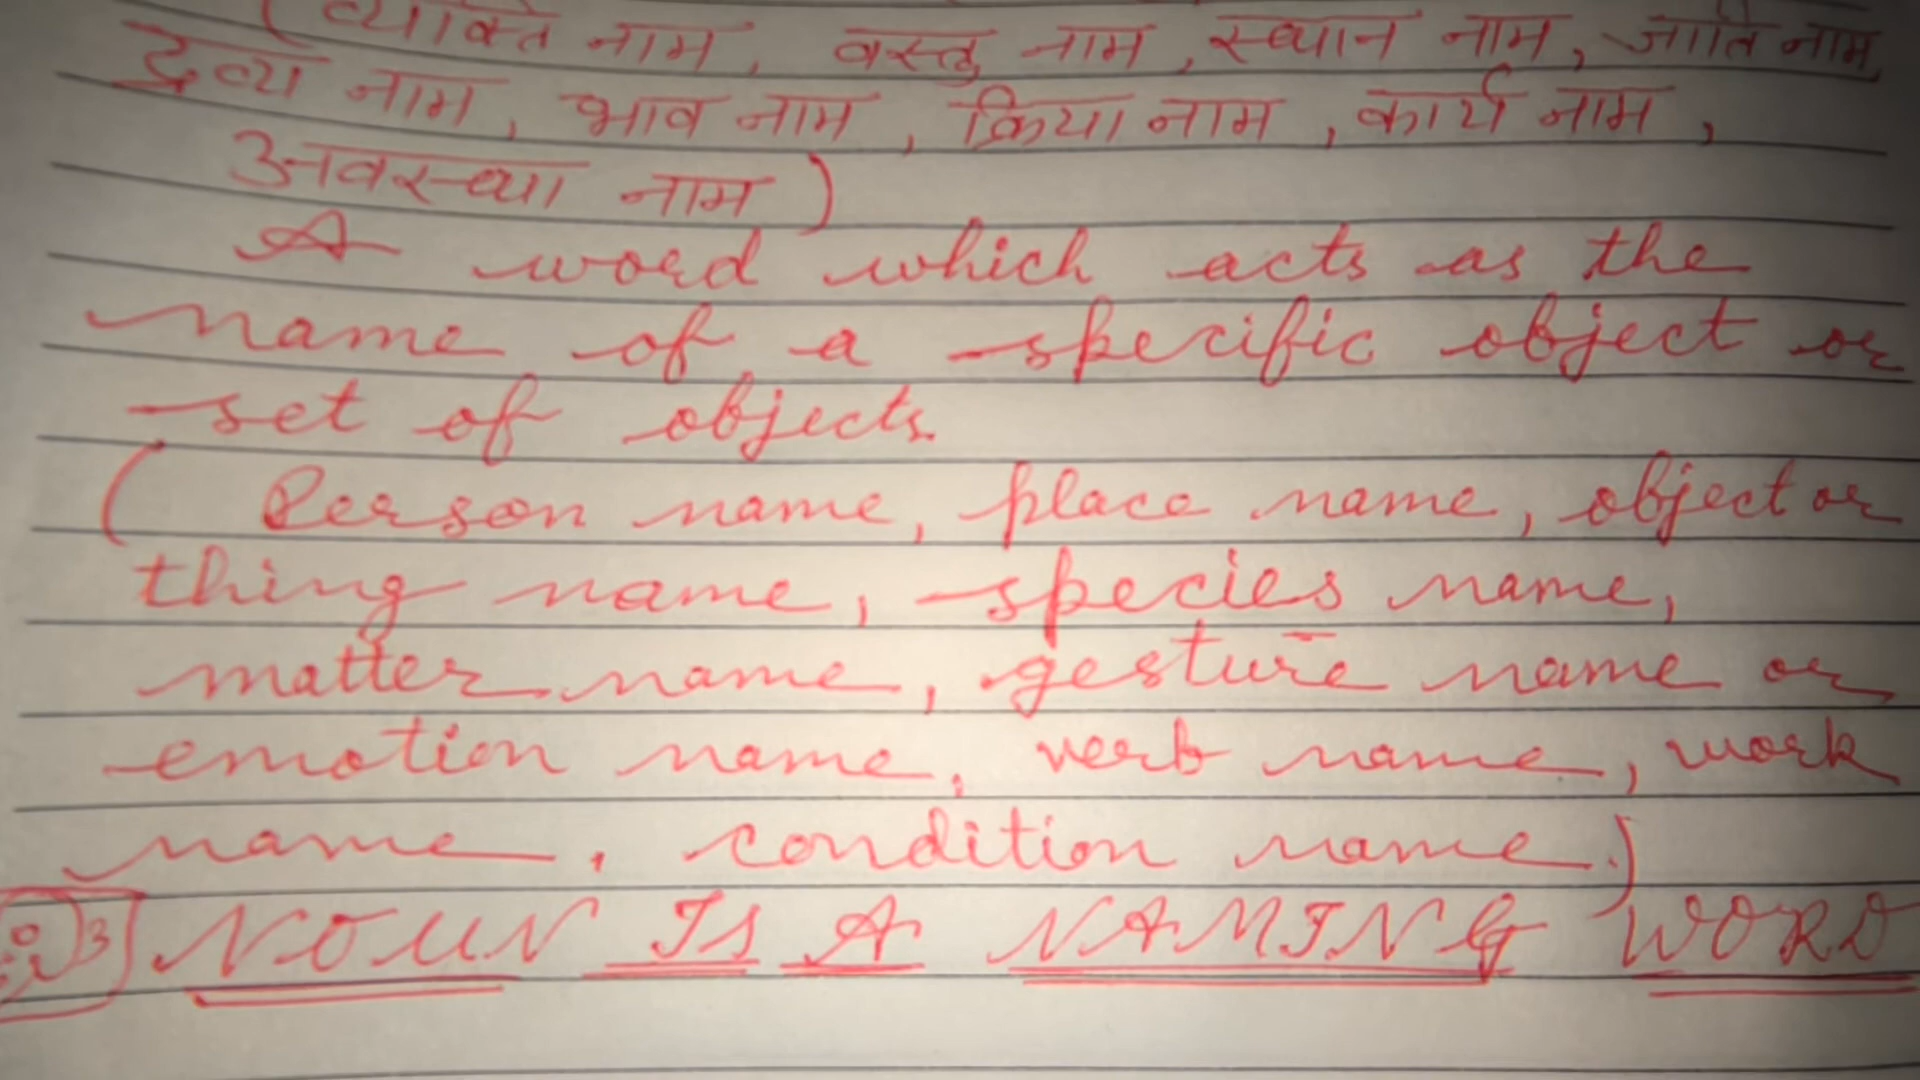 (व्यक्ति नाम, वस्तु नाम, स्थान नाम, जाति नाम,
द्रव्य नाम, भाव नाम, क्रिया नाम, कार्य नाम,
अवस्था नाम)
A word which acts as the
name of a specific object or
set of objects.
(Person name, place name, object or
thing name, species name,
matter name, gesture name or
emotion name, verb name, work
name, condition name.)
NOUN IS A NAMING WORD